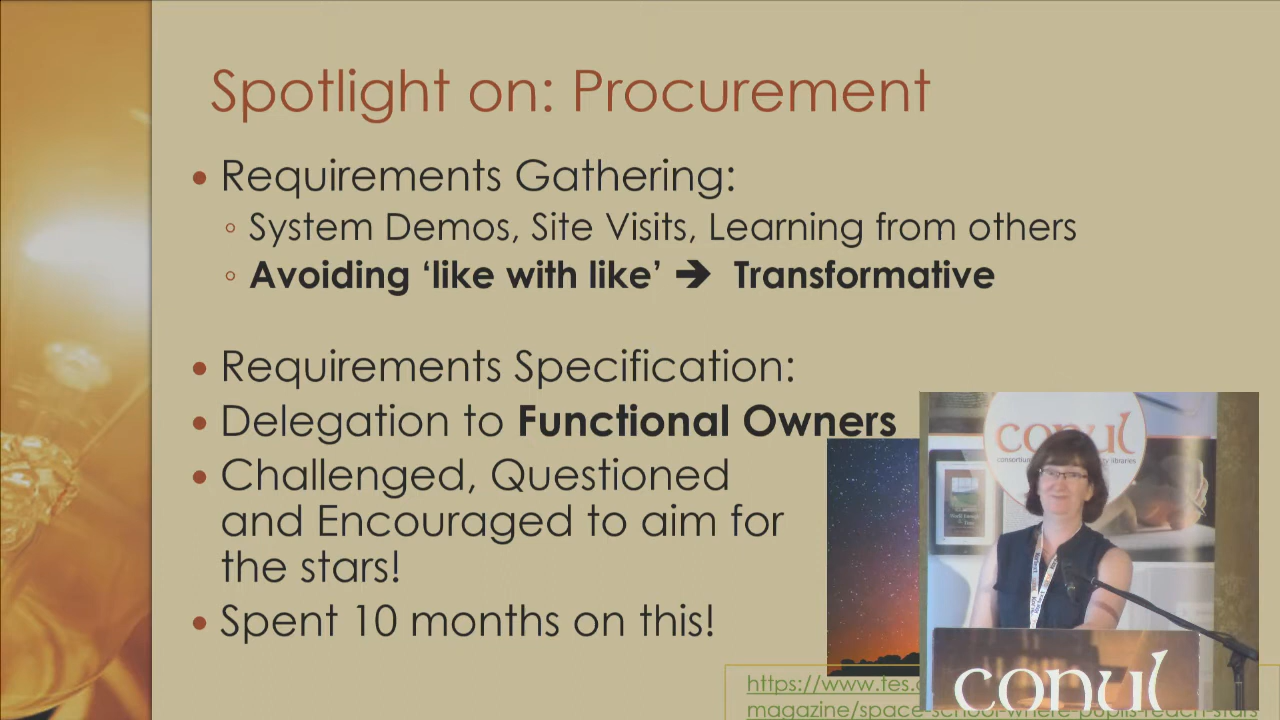 Spotlight on: Procurement
• Requirements Gathering:
◦ System Demos, Site Visits, Learning from others
◦ Avoiding ‘like with like’ ➔ Transformative
• Requirements Specification:
• Delegation to Functional Owners
• Challenged, Questioned
and Encouraged to aim for
the stars!
• Spent 10 months on this!
conul
https://www.tes.
magazine/space-school-where-pupils-reach-stars
conul